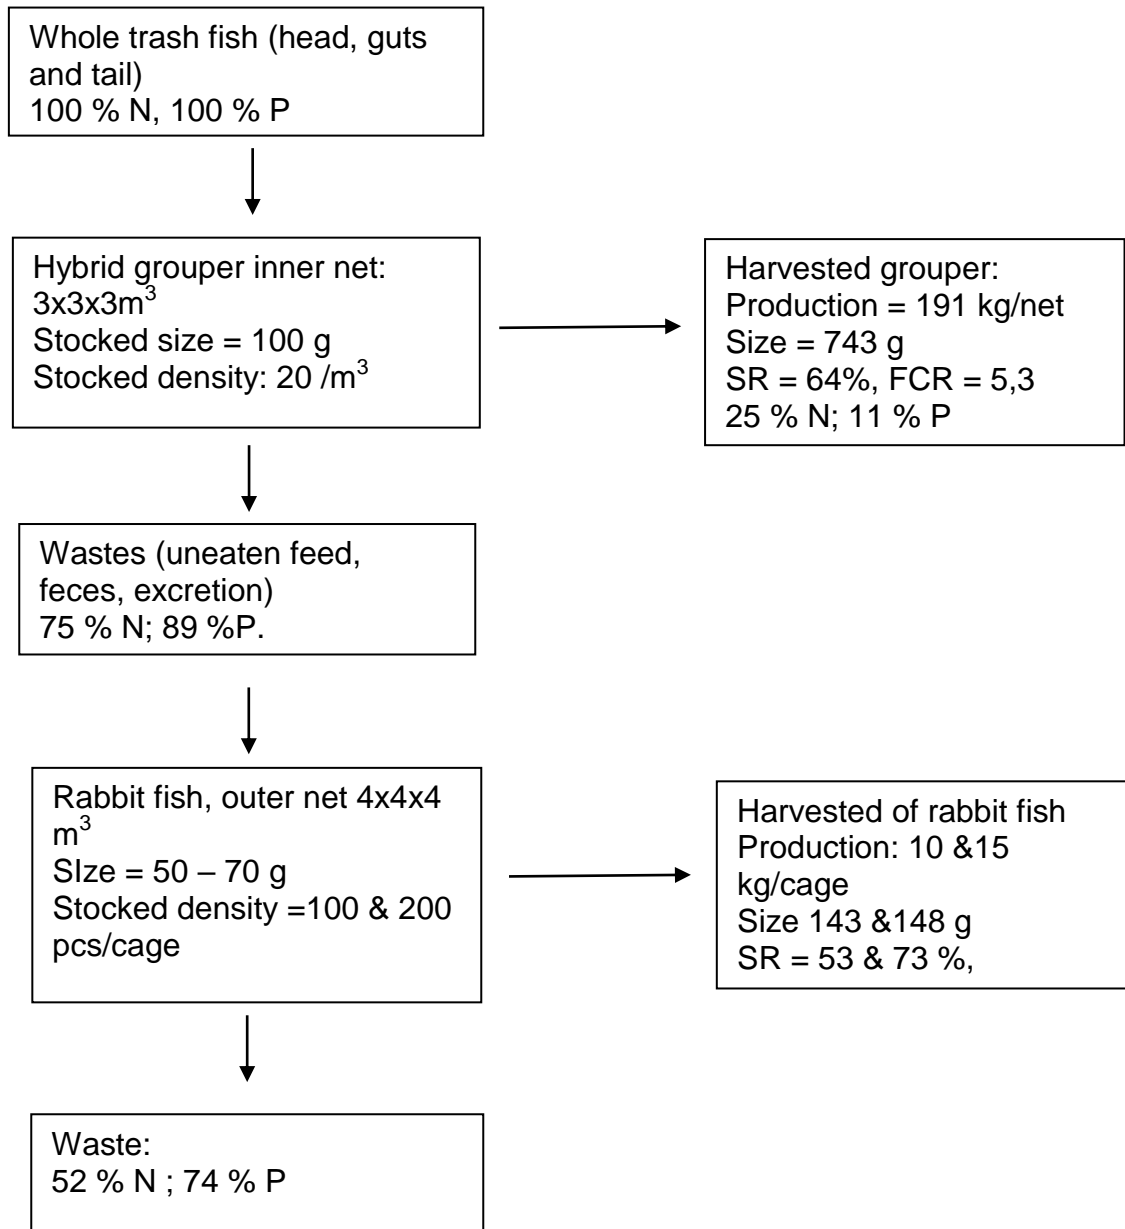 Whole trash fish (head, guts
and tail)
100 % N, 100 % P
Hybrid grouper inner net:
3x3x3m³
Stocked size = 100 g
Stocked density: 20 /m³
Harvested grouper:
Production = 191 kg/net
Size = 743 g
SR = 64%, FCR = 5,3
25 % N; 11 % P
Wastes (uneaten feed,
feces, excretion)
75 % N; 89 %P.
Rabbit fish, outer net 4x4x4
m³
SIze = 50 – 70 g
Stocked density =100 & 200
pcs/cage
Harvested of rabbit fish
Production: 10 &15
kg/cage
Size 143 &148 g
SR = 53 & 73 %,
Waste:
52 % N ; 74 % P